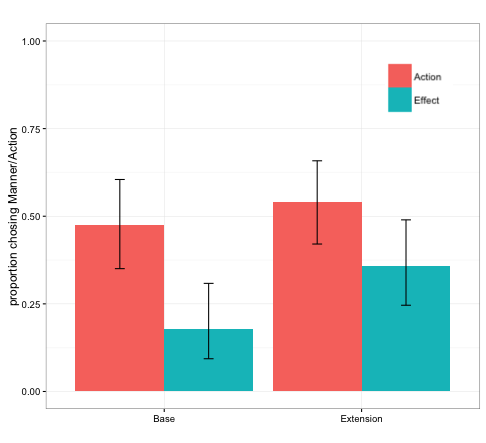 1.00
0.75
0.50
0.25
0.00
proportion chosing Manner/Action
Action
Effect
Base
Extension